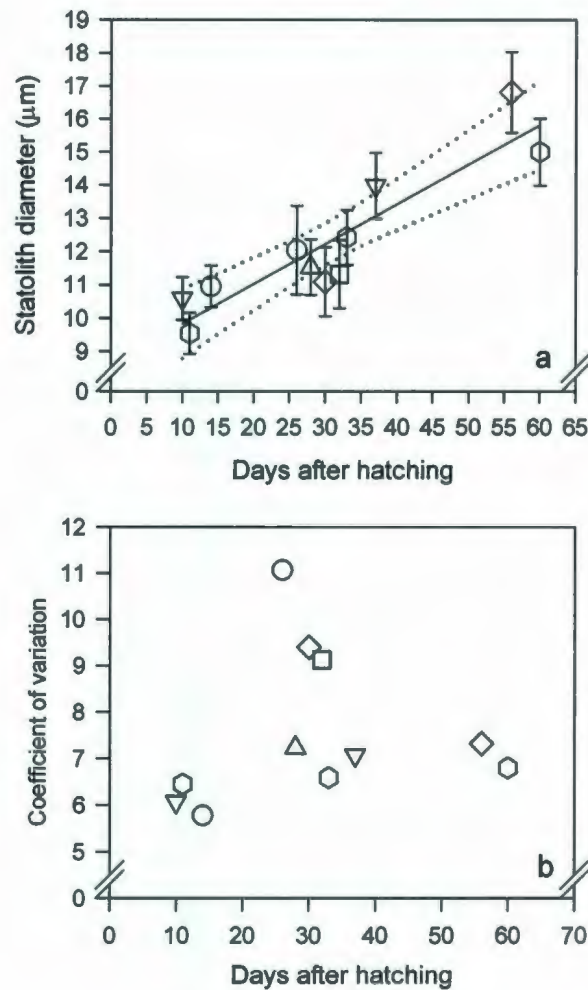 19
18
17
16
15
14
13
12
11
10
9
0
Statolith diameter (μm)
a
0 5 10 15 20 25 30 35 40 45 50 55 60 65
Days after hatching
12
11
10
9
8
7
6
5
0
Coefficient of variation
b
0 10 20 30 40 50 60 70
Days after hatching